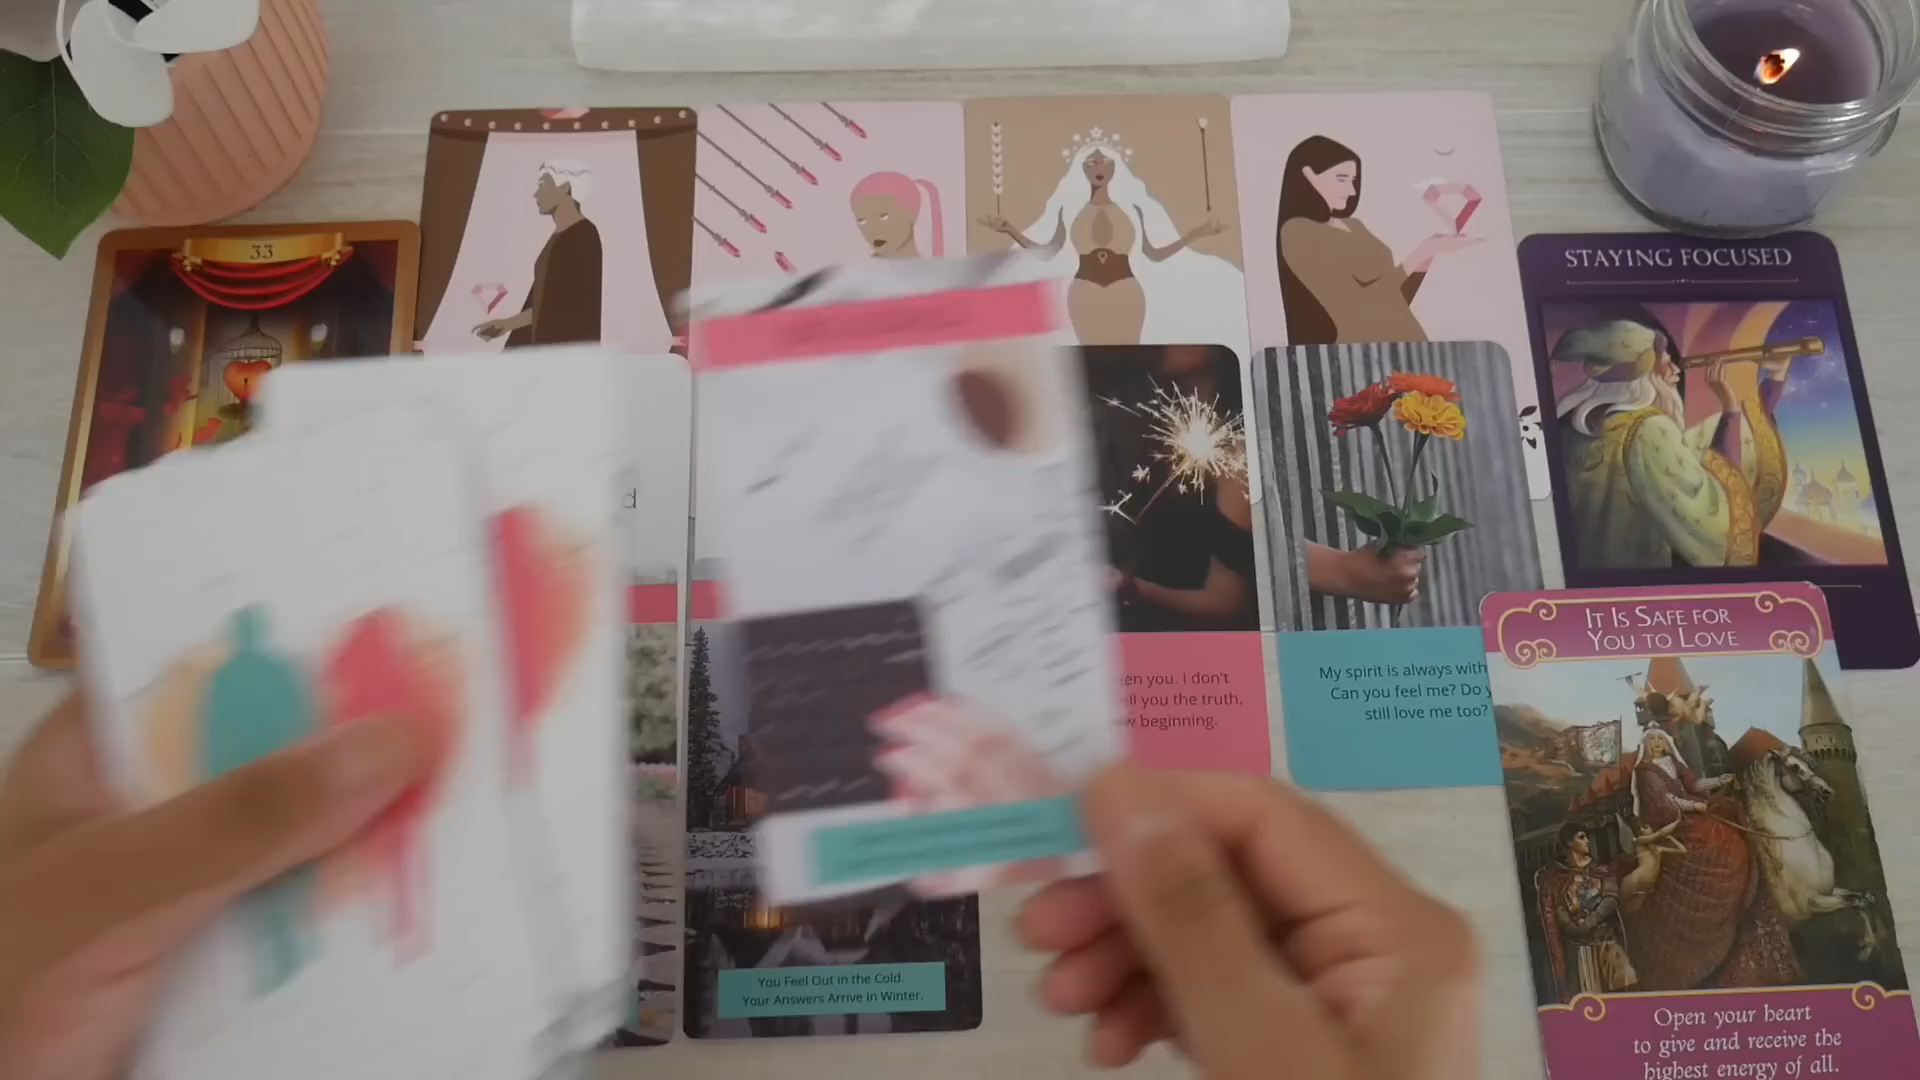 33
STAYING FOCUSED
d
en you. I don't
ll you the truth,
w beginning.
My spirit is always with
Can you feel me? Do y
still love me too?
IT IS SAFE FOR
YOU TO LOVE
You Feel Out in the Cold.
Your Answers Arrive in Winter.
Open your heart
to give and receive the
highest energy of all.